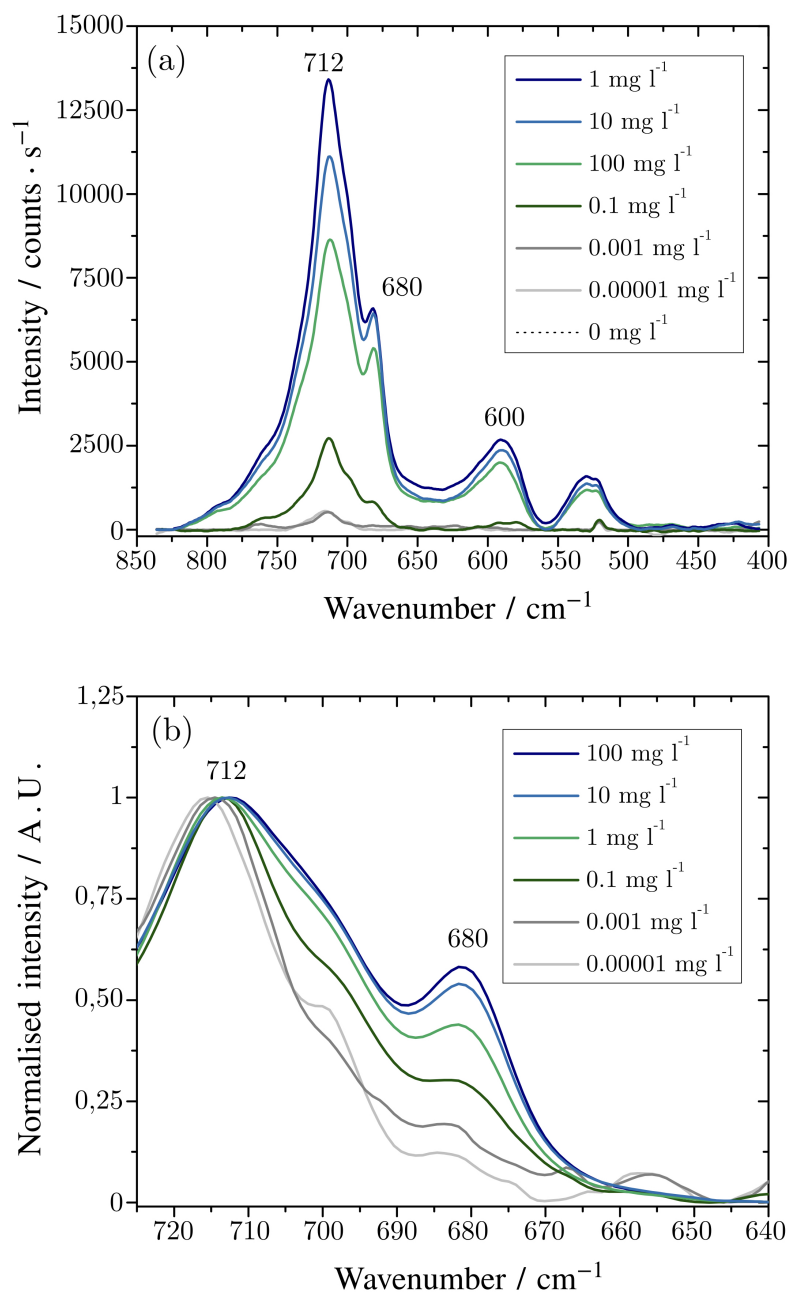 (a)
712
680
600
1 mg l⁻¹
10 mg l⁻¹
100 mg l⁻¹
0.1 mg l⁻¹
0.001 mg l⁻¹
0.00001 mg l⁻¹
0 mg l⁻¹
15000
12500
10000
7500
5000
2500
0
Intensity / counts · s⁻¹
850 800 750 700 650 600 550 500 450 400
Wavenumber / cm⁻¹
(b)
712
680
100 mg l⁻¹
10 mg l⁻¹
1 mg l⁻¹
0.1 mg l⁻¹
0.001 mg l⁻¹
0.00001 mg l⁻¹
1,25
1
0,75
0,50
0,25
0
Normalised intensity / A.U.
720 710 700 690 680 670 660 650 640
Wavenumber / cm⁻¹